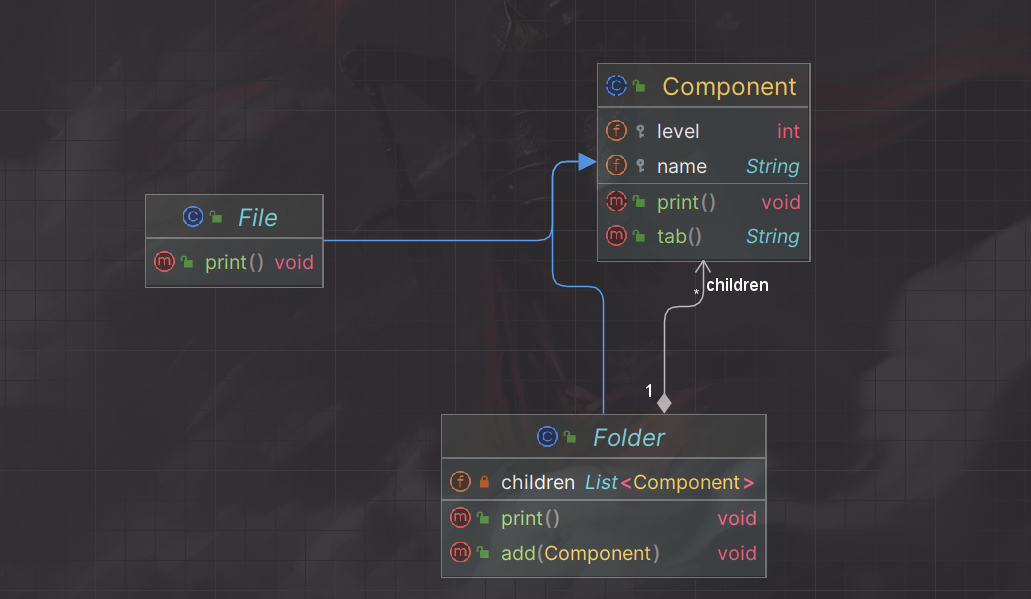 Component
level int
name String
print() void
tab() String
File
print() void
children
*
1
Folder
children List<Component>
print() void
add(Component) void